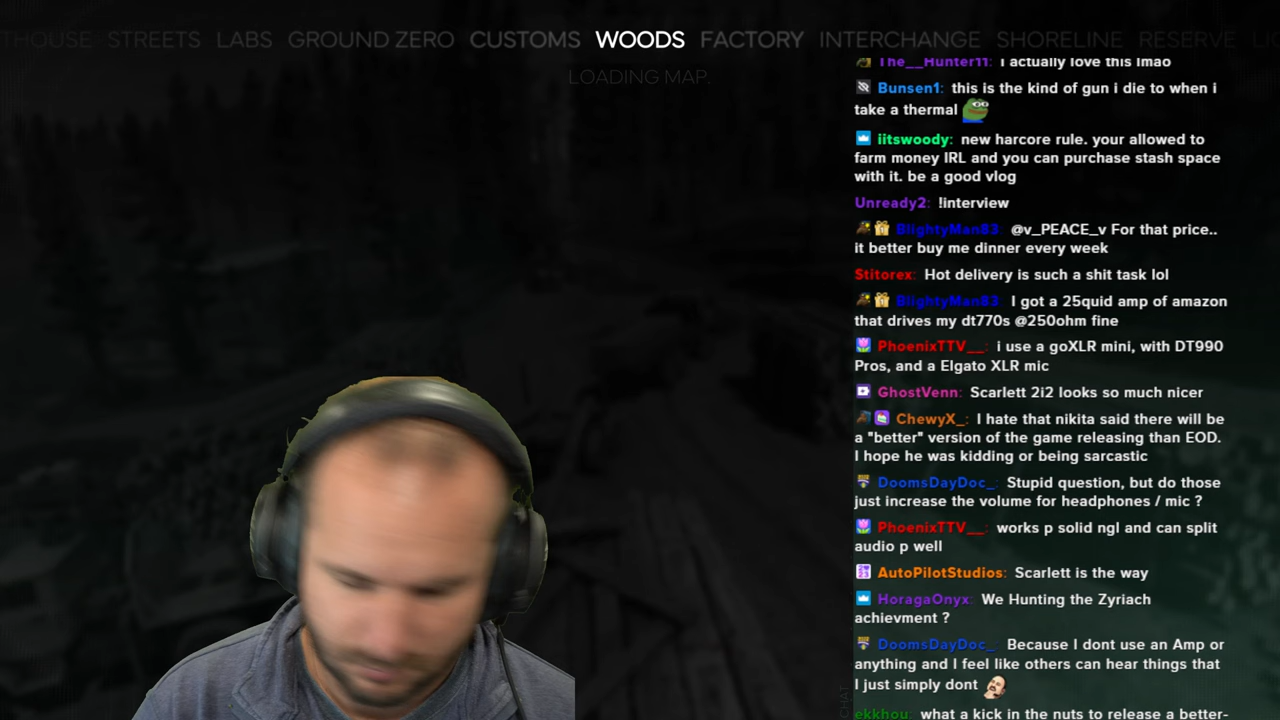 THOUSE STREETS LABS GROUND ZERO CUSTOMS WOODS FACTORY INTERCHANGE SHORELINE RESERVE LI
LOADING MAP.
The__Hunter11: i actually love this lmao
Bunsen1: this is the kind of gun i die to when i
take a thermal
iitswoody: new harcore rule. your allowed to
farm money IRL and you can purchase stash space
with it. be a good vlog
Unready2: !interview
BlightyMan83: @v_PEACE_v For that price..
it better buy me dinner every week
Stitorex: Hot delivery is such a shit task lol
BlightyMan83: I got a 25quid amp of amazon
that drives my dt770s @250ohm fine
PhoenixTTV__: i use a goXLR mini, with DT990
Pros, and a Elgato XLR mic
GhostVenn: Scarlett 2i2 looks so much nicer
ChewyX_: I hate that nikita said there will be
a "better" version of the game releasing than EOD.
I hope he was kidding or being sarcastic
DoomsDayDoc_: Stupid question, but do those
just increase the volume for headphones / mic ?
PhoenixTTV__: works p solid ngl and can split
audio p well
AutoPilotStudios: Scarlett is the way
HoragaOnyx: We Hunting the Zyriach
achievment ?
DoomsDayDoc_: Because I dont use an Amp or
anything and I feel like others can hear things that
I just simply dont
ekkhou: what a kick in the nuts to release a better-
CHAT